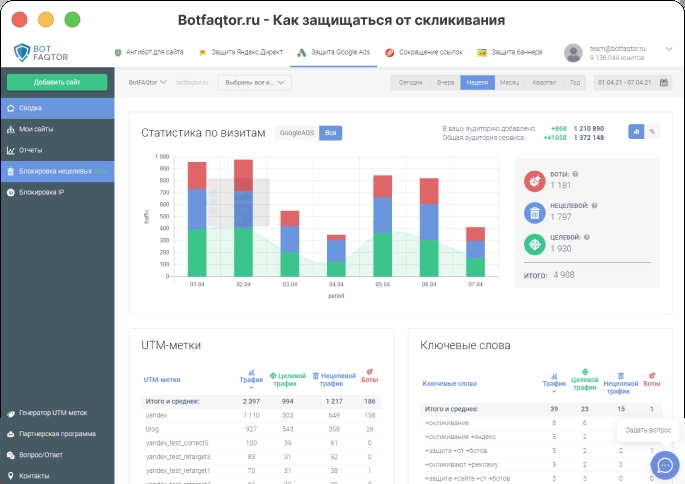 Botfaqtor.ru - Как защищаться от скликивания
BOT FAQTOR
Антибот для сайта
Защита Яндекс.Директ
Защита Google Ads
Сокращение ссылок
Защита баннера
team@botfaqtor.ru
9 136 044 юнитов
Добавить сайт
Сводка
Мои сайты
Отчеты
Блокировка нецелевых
Блокировка IP
Генератор UTM-меток
Партнерская программа
Вопрос/Ответ
Контакты
BotFAQtor
botfaqtor.ru
Выбраны все и...
Сегодня Вчера Неделя Месяц Квартал Год
01.04.21 - 07.04.21
Статистика по визитам
GoogleADS Вся
В вашу аудиторию добавлено: +868 1 210 890
Общая аудитория сервиса: +41058 1 372 148
%
traffic
1 000
900
800
700
600
500
400
300
200
100
0
01.04 02.04 03.04 04.04 05.04 06.04 07.04
period
БОТЫ:
1 181
НЕЦЕЛЕВОЙ:
1 797
ЦЕЛЕВОЙ:
1 930
ИТОГО: 4 908
UTM-метки
UTM-метки Трафик Целевой трафик Нецелевой трафик Боты
Итого и среднее: 2 397 994 1 217 186
yandex 1 110 303 649 158
blog 927 543 358 26
yandex_test_correct5 100 39 61 0
yandex_test_retarget3 83 31 52 0
yandex_test_retarget1 70 31 38 1
Ключевые слова
Ключевые слова Трафик Целевой трафик Нецелевой трафик Боты
Итого и среднее: 39 23 15 1
+скликивание 8 6
+скликивание +яндекс 5 2
+защита +от +ботов 5 2 2 1
+скликивают +рекламу 5 2 3
+защита +сайта +от +ботов 3 3 0 0
Задать вопрос